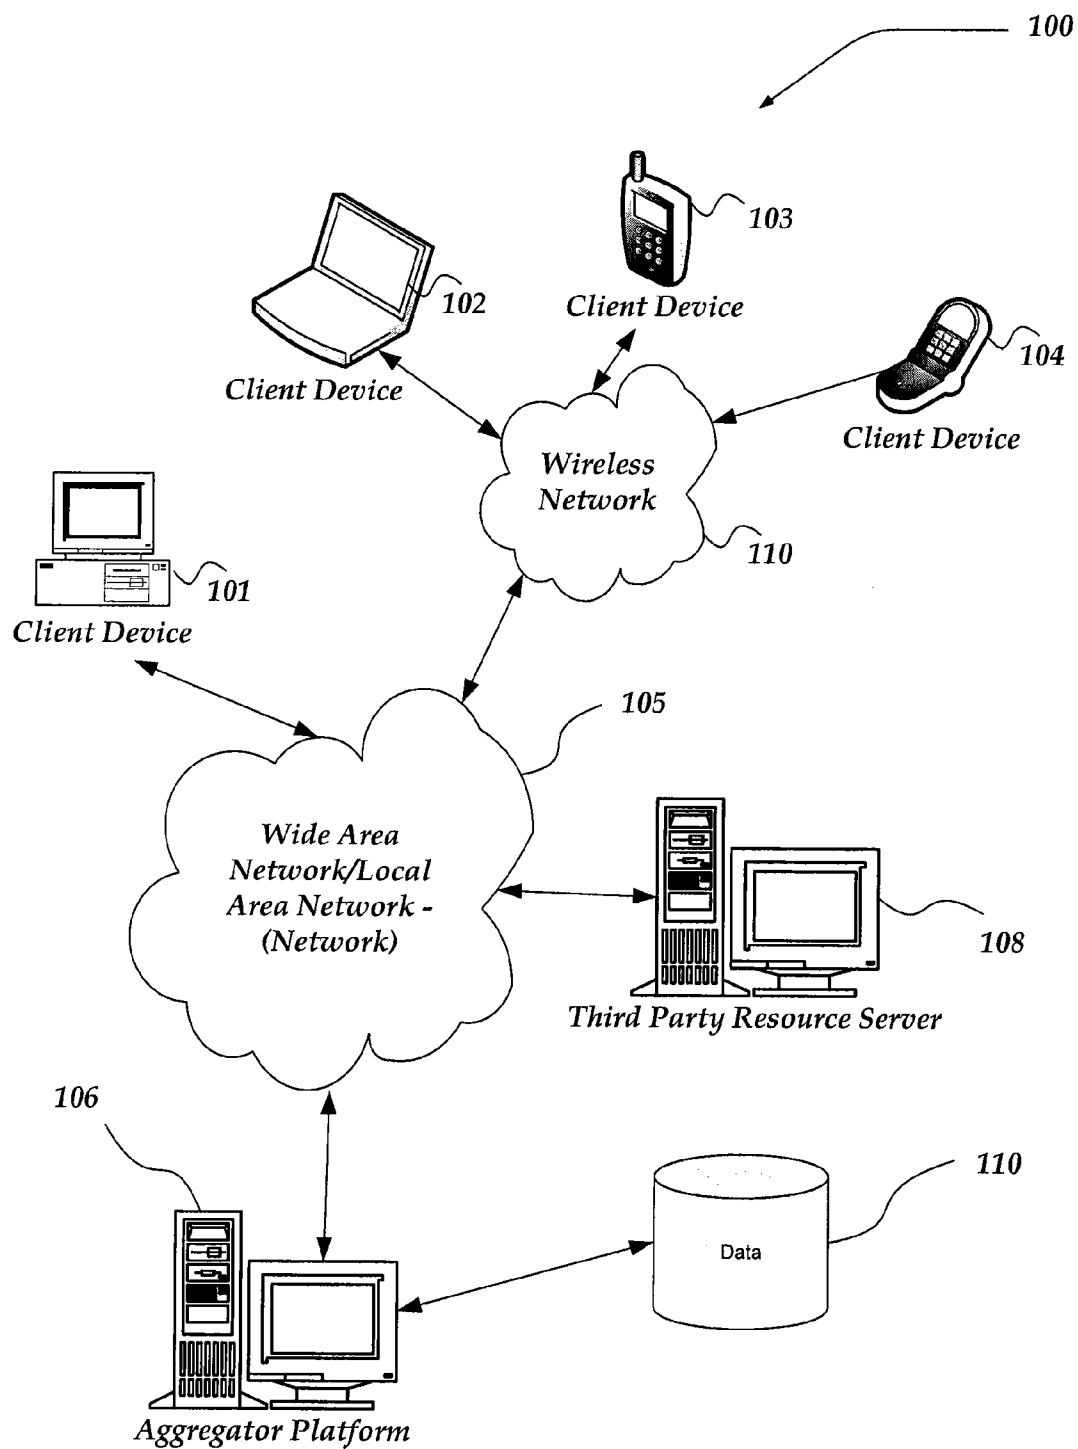 100
103
102
Client Device
104
Client Device
Client Device
Wireless
Network
110
101
Client Device
105
Wide Area
Network/Local
Area Network -
(Network)
108
Third Party Resource Server
106
110
Data
Aggregator Platform